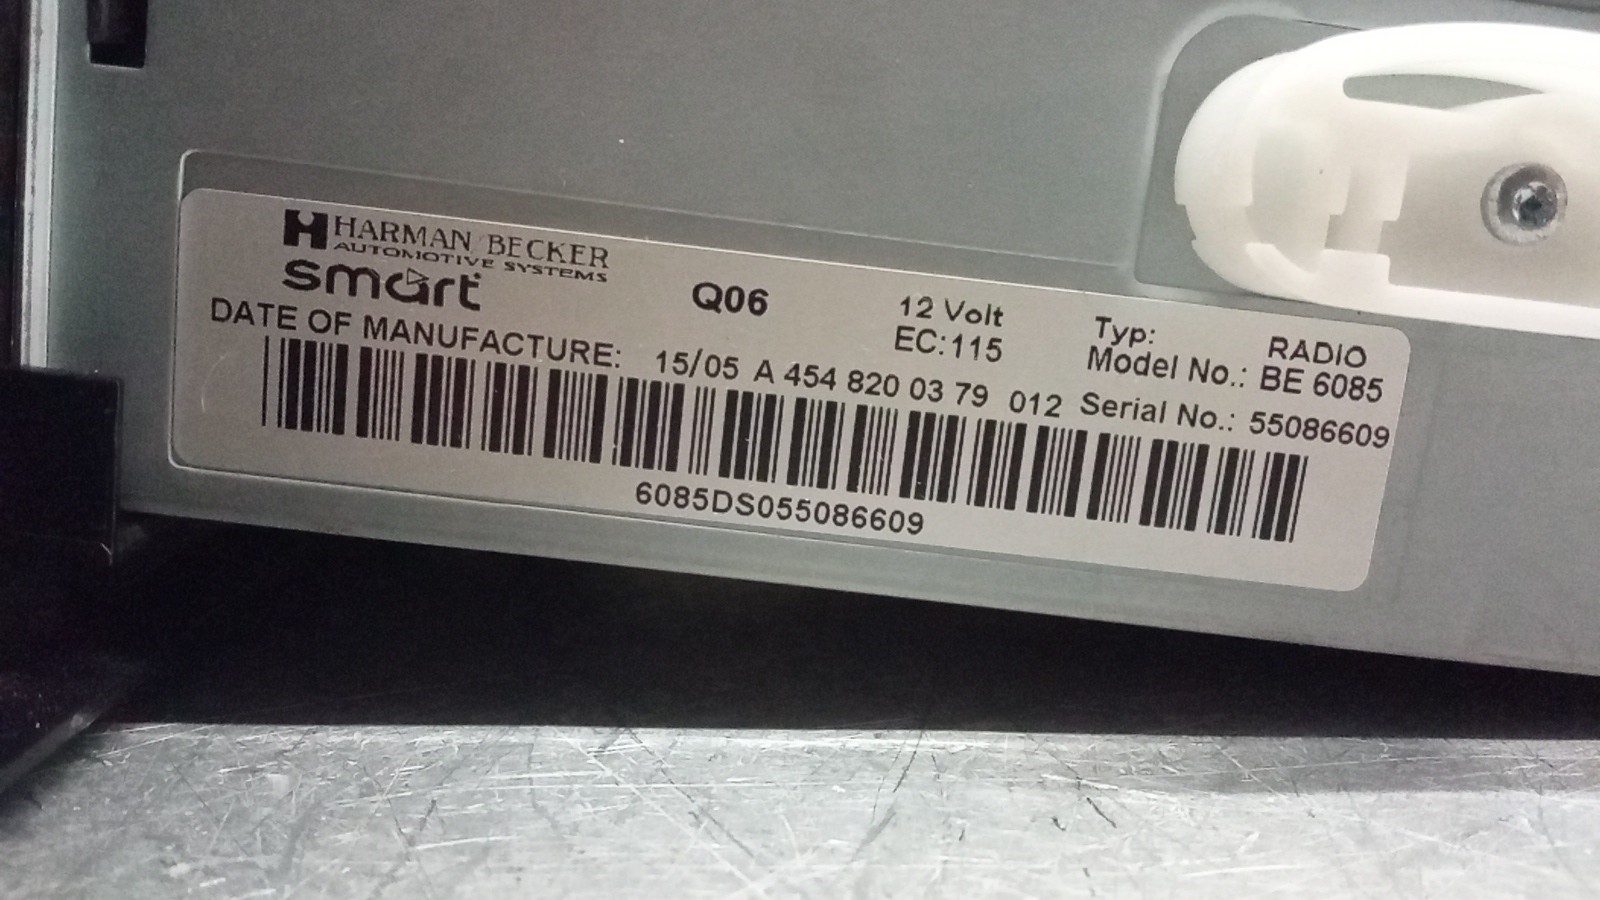 HARMAN/BECKER
AUTOMOTIVE SYSTEMS
smart
Q06
12 Volt
EC:115
Typ: RADIO
Model No.: BE 6085
DATE OF MANUFACTURE: 15/05 A 454 820 03 79 012 Serial No.: 55086609
6085DS055086609